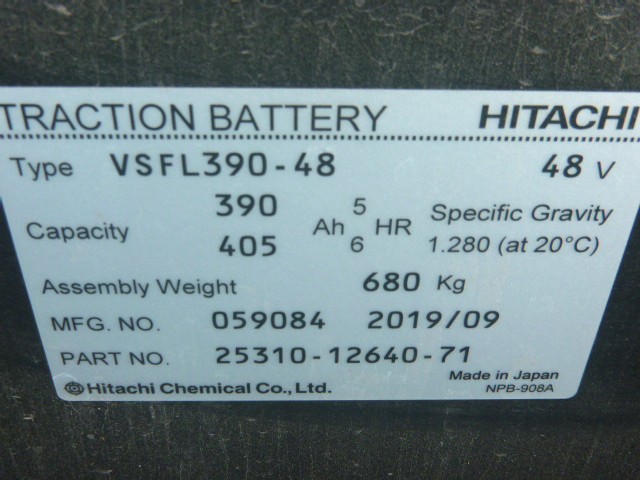 TRACTION BATTERY HITACHI
Type VSFL390-48 48 V
Capacity 390 Ah 5 HR
405 6
Specific Gravity
1.280 (at 20°C)
Assembly Weight 680 Kg
MFG. NO. 059084 2019/09
PART NO. 25310-12640-71
Made in Japan
Hitachi Chemical Co., Ltd. NPB-908A